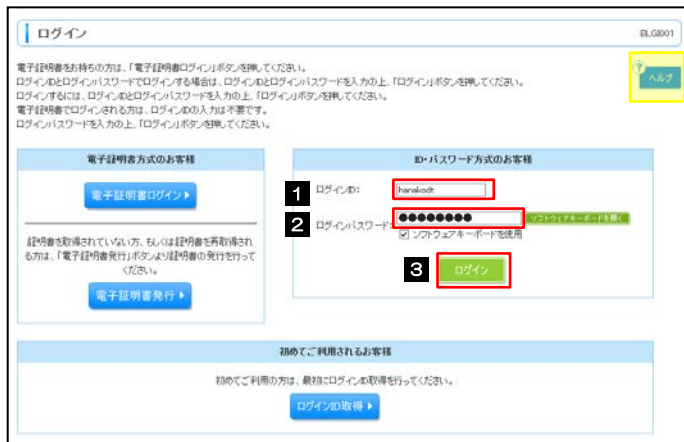 ログイン
BLGI001
電子証明書をお持ちの方は、「電子証明書ログイン」ボタンを押してください。
ログインIDとログインパスワードでログインする場合は、ログインIDとログインパスワードを入力の上、「ログイン」ボタンを押してください。
ログインするには、ログインIDとログインパスワードを入力の上、「ログイン」ボタンを押してください。
電子証明書でログインされる方は、ログインIDの入力は不要です。
ログインパスワードを入力の上、「ログイン」ボタンを押してください。
?
ヘルプ
電子証明書方式のお客様
電子証明書ログイン
証明書を取得されていない方、もしくは証明書を再取得され
る方は、「電子証明書発行」ボタンより証明書の発行を行って
ください。
電子証明書発行
ID・パスワード方式のお客様
1 ログインID: hanakodt
2 ログインパスワード: ●●●●●●●● ソフトウェアキーボードを開く
ソフトウェアキーボードを使用
3 ログイン
初めてご利用されるお客様
初めてご利用の方は、最初にログインID取得を行ってください。
ログインID取得